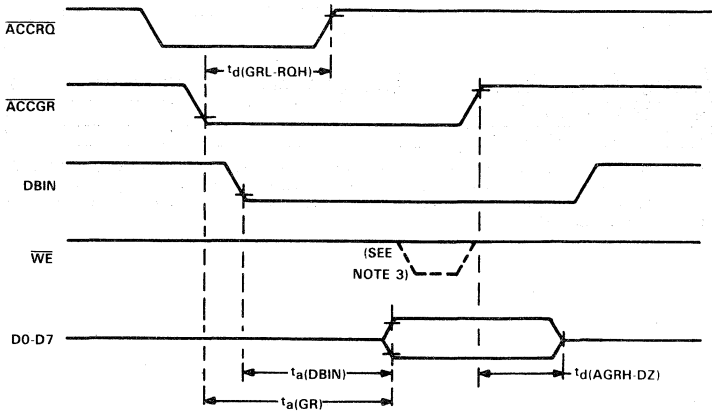 ACCRQ
td(GRL-RQH)
ACCGR
DBIN
WE
(SEE
NOTE 3)
D0-D7
ta(DBIN)
td(AGRH-DZ)
ta(GR)